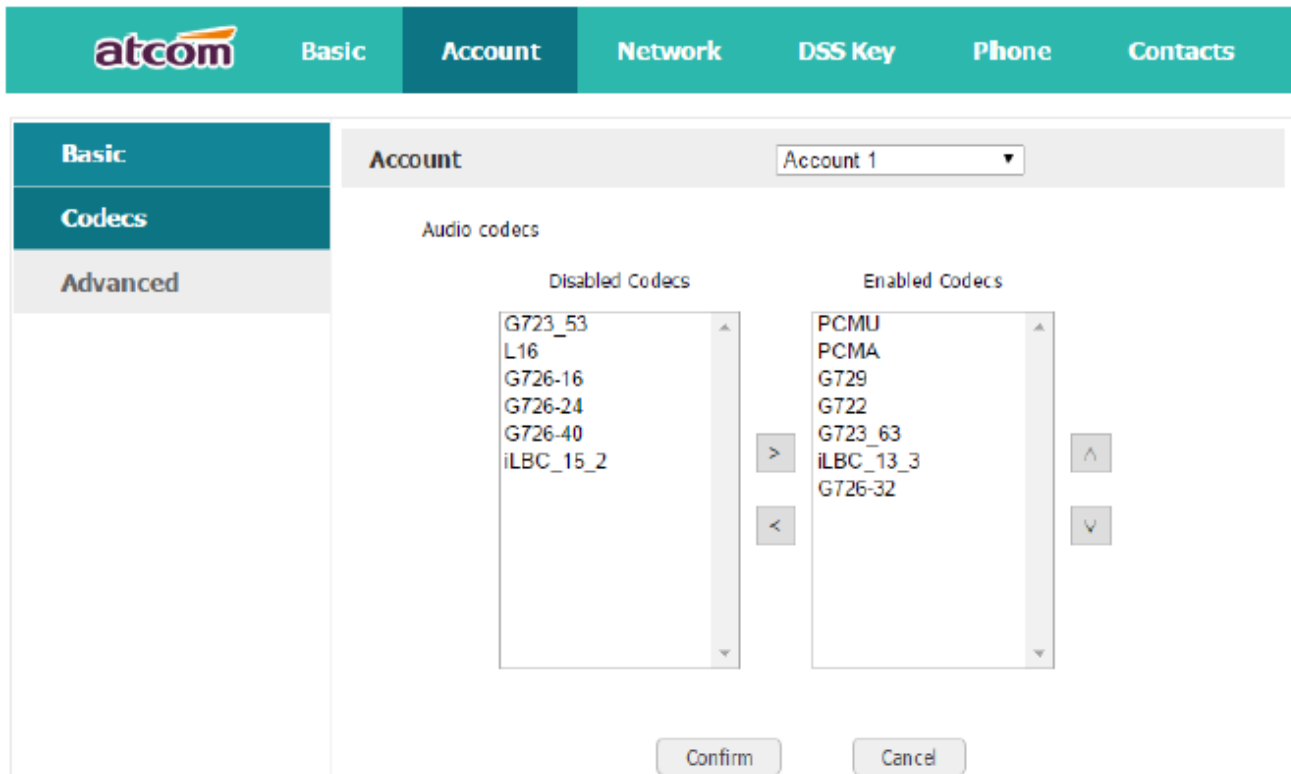 atcom Basic Account Network DSS Key Phone Contacts
Basic
Codecs
Advanced
Account Account 1
Audio codecs
Disabled Codecs
G723_53
L16
G726-16
G726-24
G726-40
iLBC_15_2
>
<
Enabled Codecs
PCMU
PCMA
G729
G722
G723_63
iLBC_13_3
G726-32
Confirm Cancel